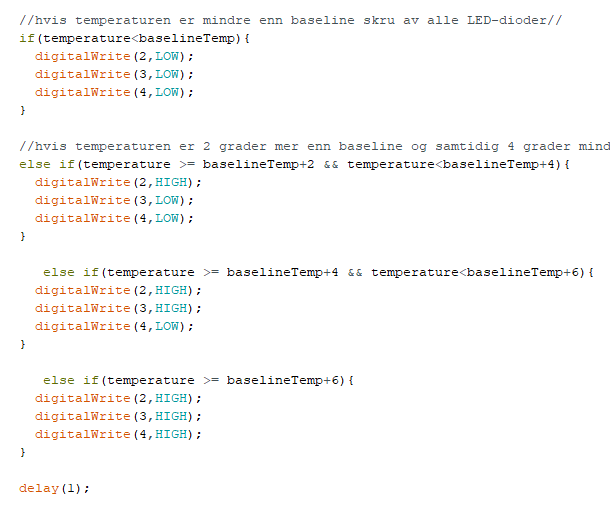 //hvis temperaturen er mindre enn baseline skru av alle LED-dioder//
if(temperature<baselineTemp){
digitalWrite(2,LOW);
digitalWrite(3,LOW);
digitalWrite(4,LOW);
}
//hvis temperaturen er 2 grader mer enn baseline og samtidig 4 grader mind
else if(temperature >= baselineTemp+2 && temperature<baselineTemp+4){
digitalWrite(2,HIGH);
digitalWrite(3,LOW);
digitalWrite(4,LOW);
}
else if(temperature >= baselineTemp+4 && temperature<baselineTemp+6){
digitalWrite(2,HIGH);
digitalWrite(3,HIGH);
digitalWrite(4,LOW);
}
else if(temperature >= baselineTemp+6){
digitalWrite(2,HIGH);
digitalWrite(3,HIGH);
digitalWrite(4,HIGH);
}
delay(1);